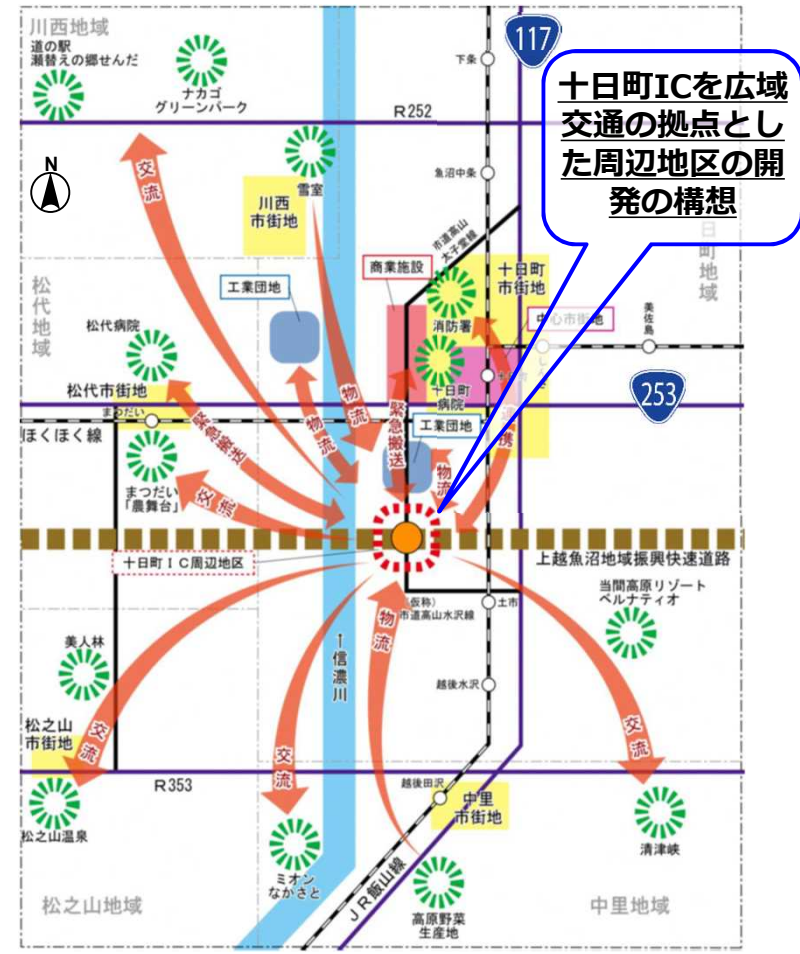 川西地域
道の駅
瀬替えの郷せんだ
ナカゴ
グリーンパーク
117
下条
十日町ICを広域
交通の拠点とし
た周辺地区の開
発の構想
R252
交流
N
雪室
魚沼中条
川西
市街地
市道高山
太子堂線
日町地域
松代地域
工業団地
商業施設
十日町
市街地
松代病院
消防署
中心市街地
美佐島
松代市街地
十日町
病院
253
まつだい
ほくほく線
緊急搬送
物流
物流
緊急搬送
工業団地
物流
携
まつだい
「農舞台」
交流
上越魚沼地域振興快速道路
十日町IC周辺地区
当間高原リゾート
ベルナティオ
仮称）
市道高山水沢線
土市
物流
↑信濃川
美人林
越後水沢
松之山
市街地
交流
交流
交流
R353
越後田沢
中里
市街地
松之山温泉
清津峡
ミオン
なかさと
JR飯山線
高原野菜
生産地
松之山地域
中里地域